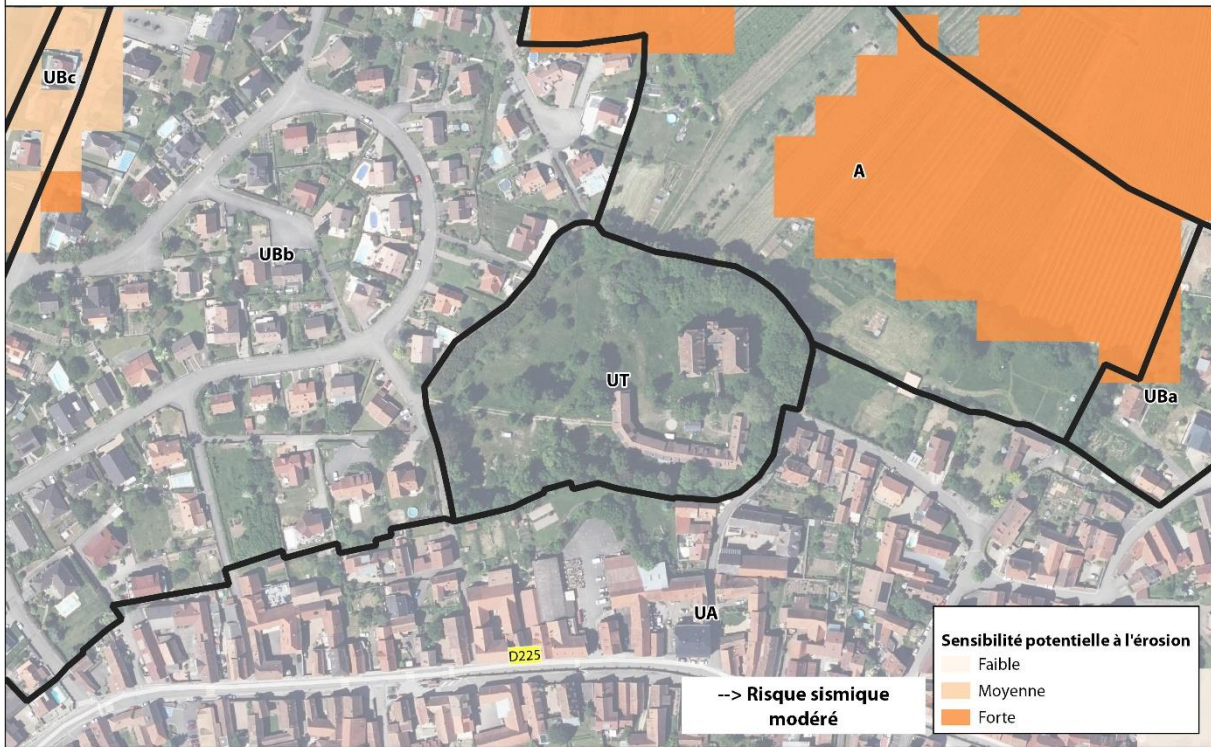 UBc
A
UBb
UT
UBa
UA
D225
--> Risque sismique
modéré
Sensibilité potentielle à l'érosion
Faible
Moyenne
Forte